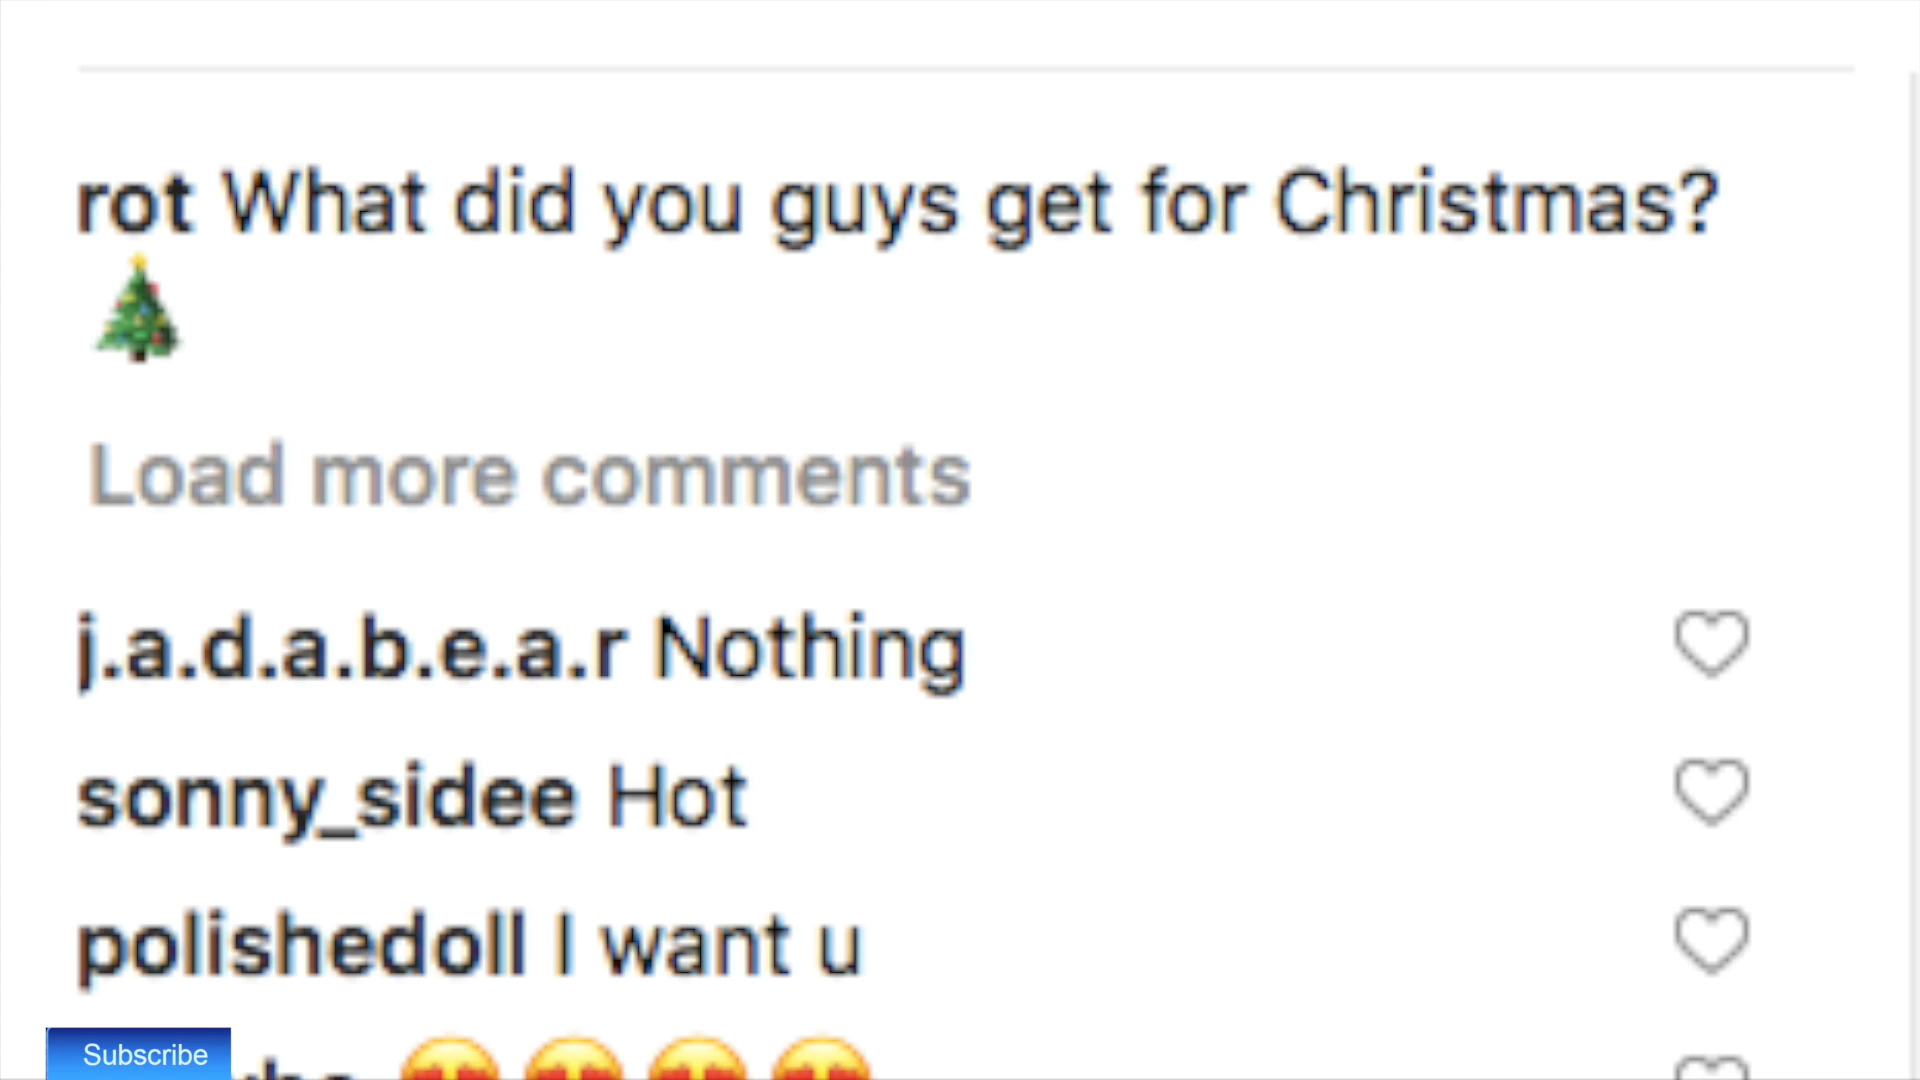 rot What did you guys get for Christmas?
🎄
Load more comments
j.a.d.a.b.e.a.r Nothing
sonny_sidee Hot
polishedoll I want u
Subscribe 😍😍😍😍